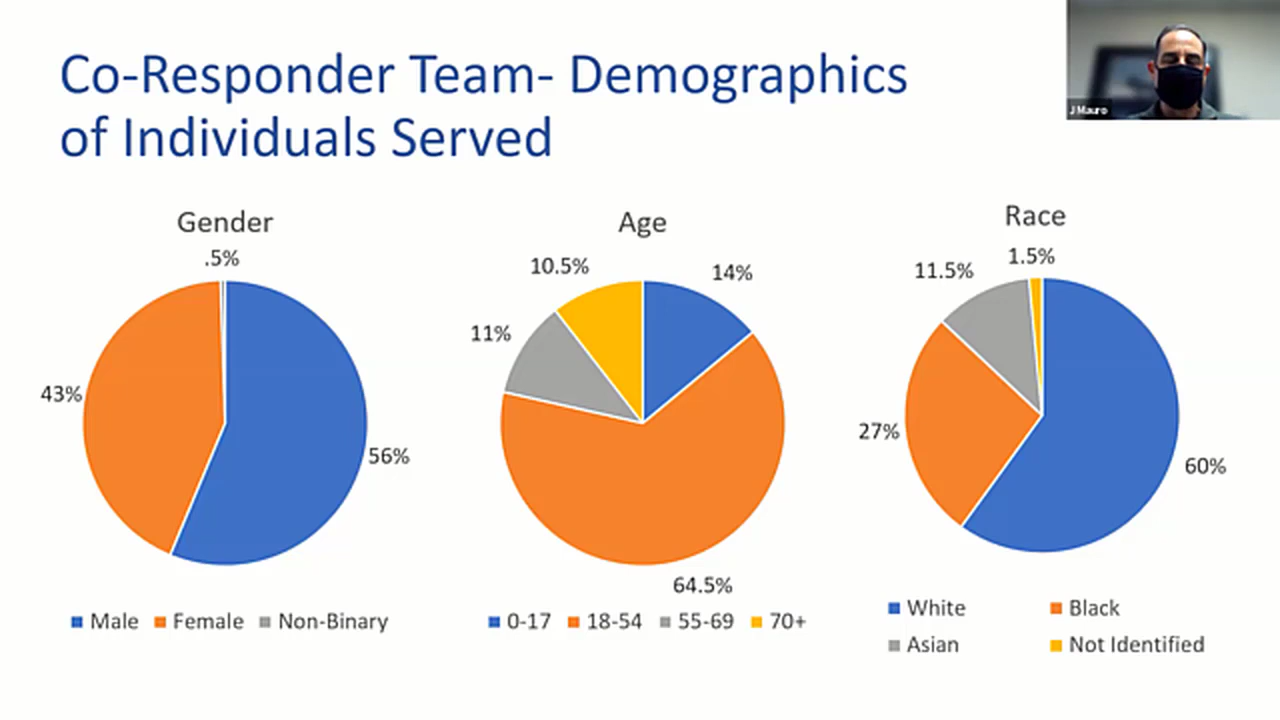 Co-Responder Team- Demographics
of Individuals Served
J Mauro
Gender
.5%
43%
56%
Male Female Non-Binary
Age
10.5%
14%
11%
64.5%
0-17 18-54 55-69 70+
Race
1.5%
11.5%
27%
60%
White Black
Asian Not Identified